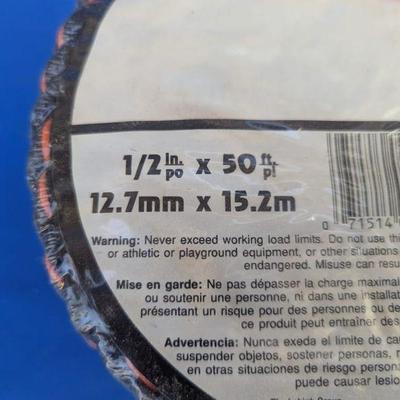 1/2 in. po x 50 ft. pi
12.7mm x 15.2m
0 71514
Warning: Never exceed working load limits. Do not use thi
or athletic or playground equipment, or other situations
endangered. Misuse can resu
Mise en garde: Ne pas dépasser la charge maximal
ou soutenir une personne, ni dans une installat
présentant un risque pour des personnes ou de
ce produit peut entraîner des
Advertencia: Nunca exeda el limite de ca
suspender objetos, sostener personas, n
en otras situaciones de riesgo persona
puede causar lesio